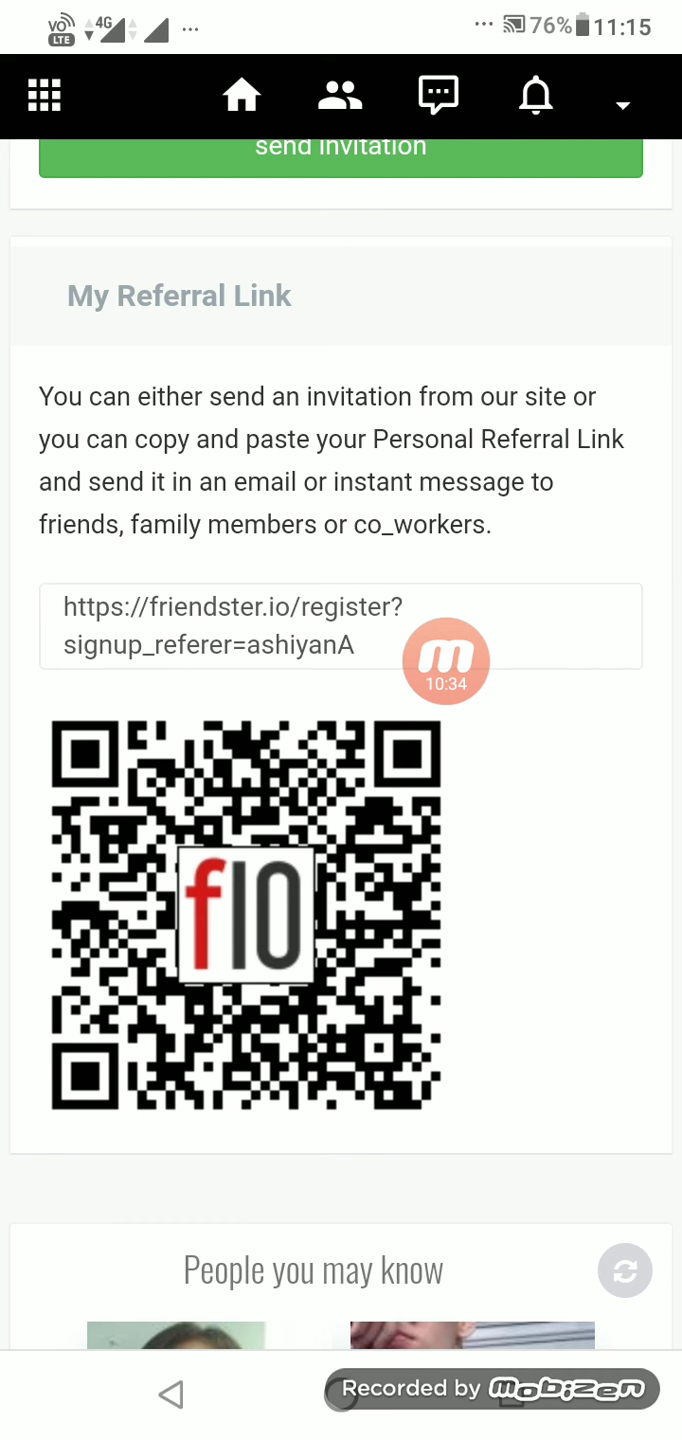 VO LTE 4G ... ... 76% 11:15
send invitation
My Referral Link
You can either send an invitation from our site or
you can copy and paste your Personal Referral Link
and send it in an email or instant message to
friends, family members or co_workers.
https://friendster.io/register?
signup_referer=ashiyanA
m
10:34
fIO
People you may know
Recorded by mobizen